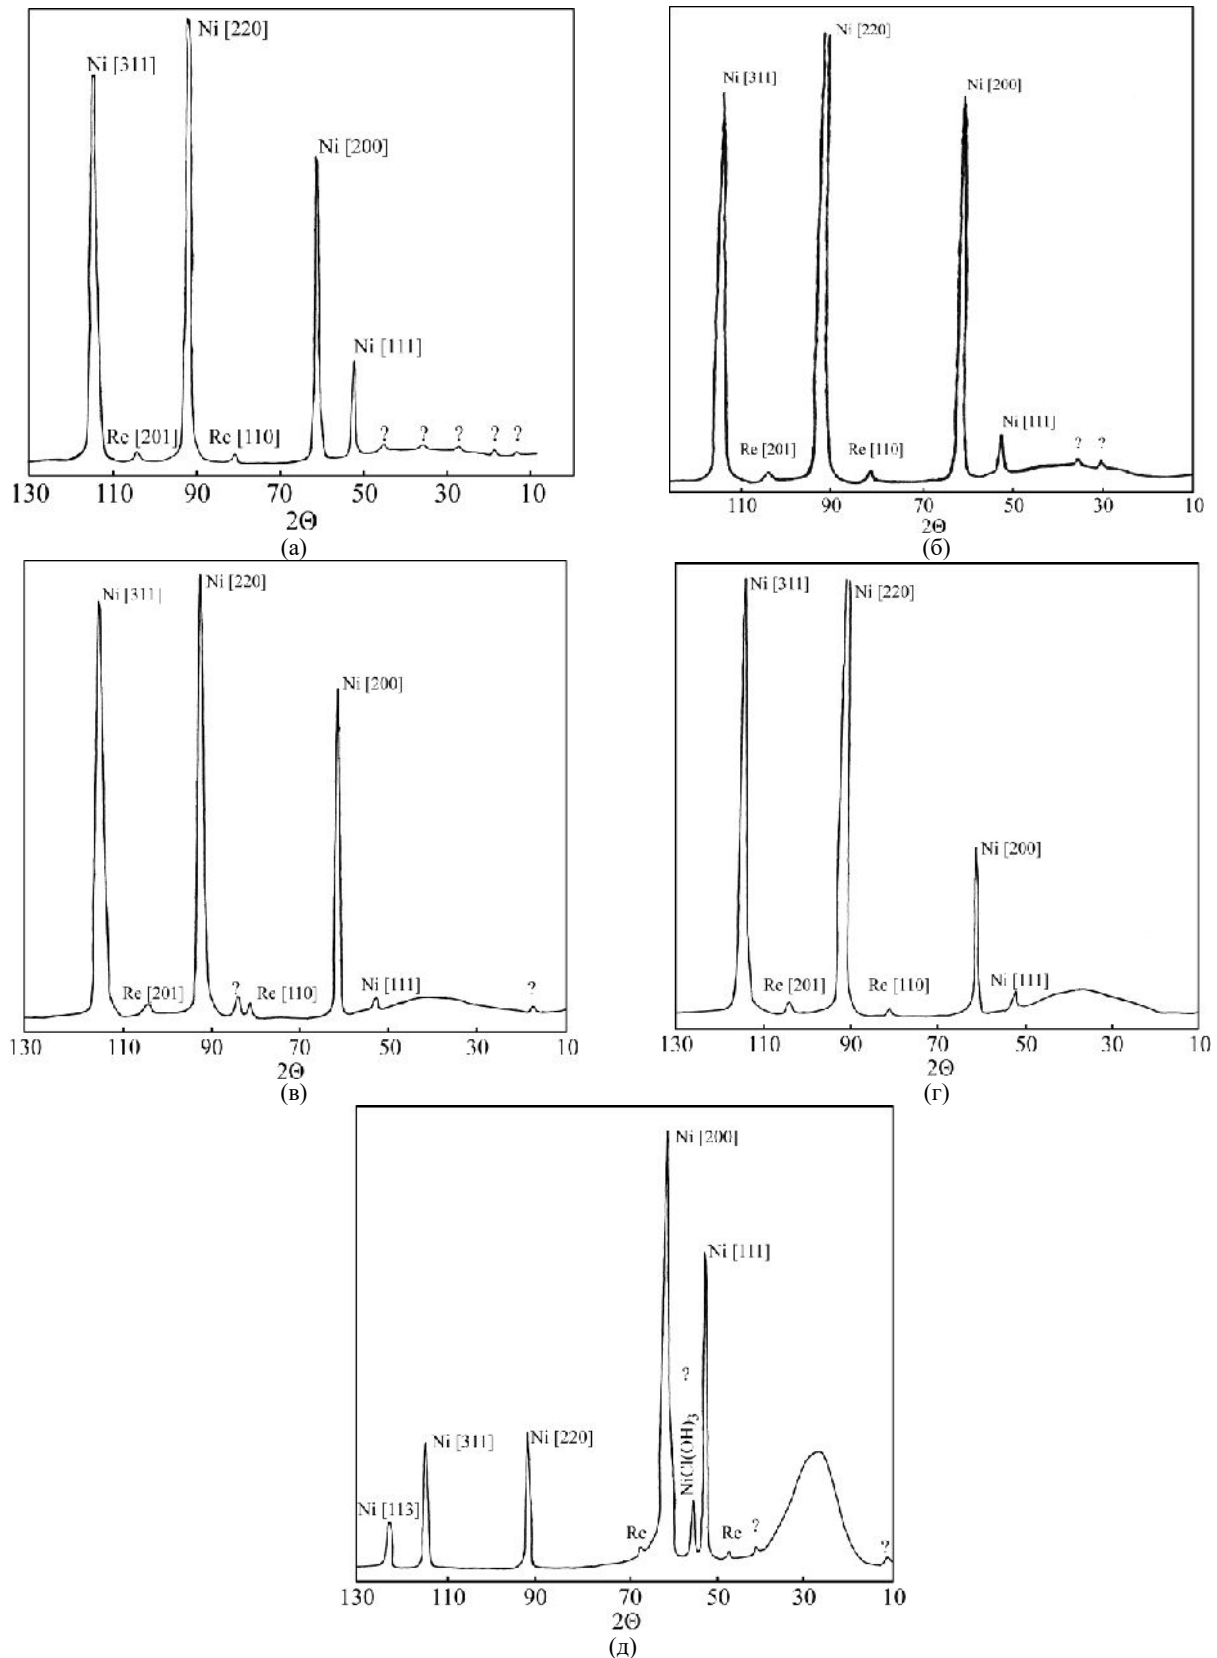 Ni [220]
Ni [311]
Ni [200]
Ni [111]
Re [201]
Re [110]
? ? ? ? ?
130 110 90 70 50 30 10
2Θ
(а)
Ni [220]
Ni [311]
Ni [200]
Ni [111]
Re [201]
Re [110]
? ?
110 90 70 50 30 10
2Θ
(б)
Ni [220]
Ni [311]
Ni [200]
Re [201]
?
Re [110]
Ni [111]
?
130 110 90 70 50 30 10
2Θ
(в)
Ni [311]
Ni [220]
Ni [200]
Re [201]
Re [110]
Ni [111]
130 110 90 70 50 30 10
2Θ
(г)
Ni [200]
Ni [111]
?
NiCl(OH)3
Ni [311]
Ni [220]
Ni [113]
Re
Re
?
?
130 110 90 70 50 30 10
2Θ
(д)